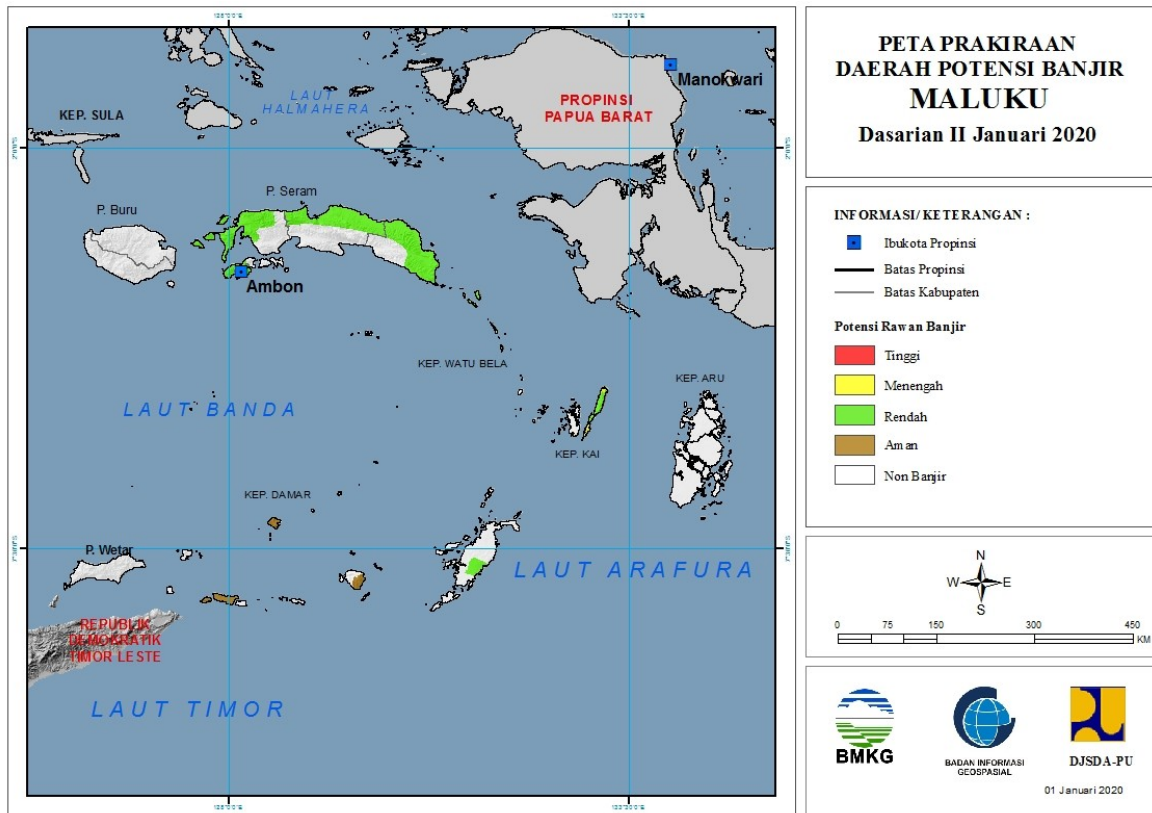 PETA PRAKIRAAN
DAERAH POTENSI BANJIR
MALUKU
Dasarian II Januari 2020
INFORMASI/ KETERANGAN :
Ibukota Propinsi
Batas Propinsi
Batas Kabupaten
Potensi Rawan Banjir
Tinggi
Menengah
Rendah
Aman
Non Banjir
N
W
E
S
0
75
150
300
450
KM
BMKG
BADAN INFORMASI
GEOSPASIAL
DJSDA-PU
01 Januari 2020
Manokwari
LAUT
HALMAHERA
PROPINSI
PAPUA BARAT
KEP. SULA
P. Seram
P. Buru
Ambon
KEP. WATU BELA
KEP. ARU
LAUT BANDA
KEP. KAI
KEP. DAMAR
P. Wetar
LAUT ARAFURA
REPUBLIK
DEMOKRATIK
TIMOR LESTE
LAUT TIMOR